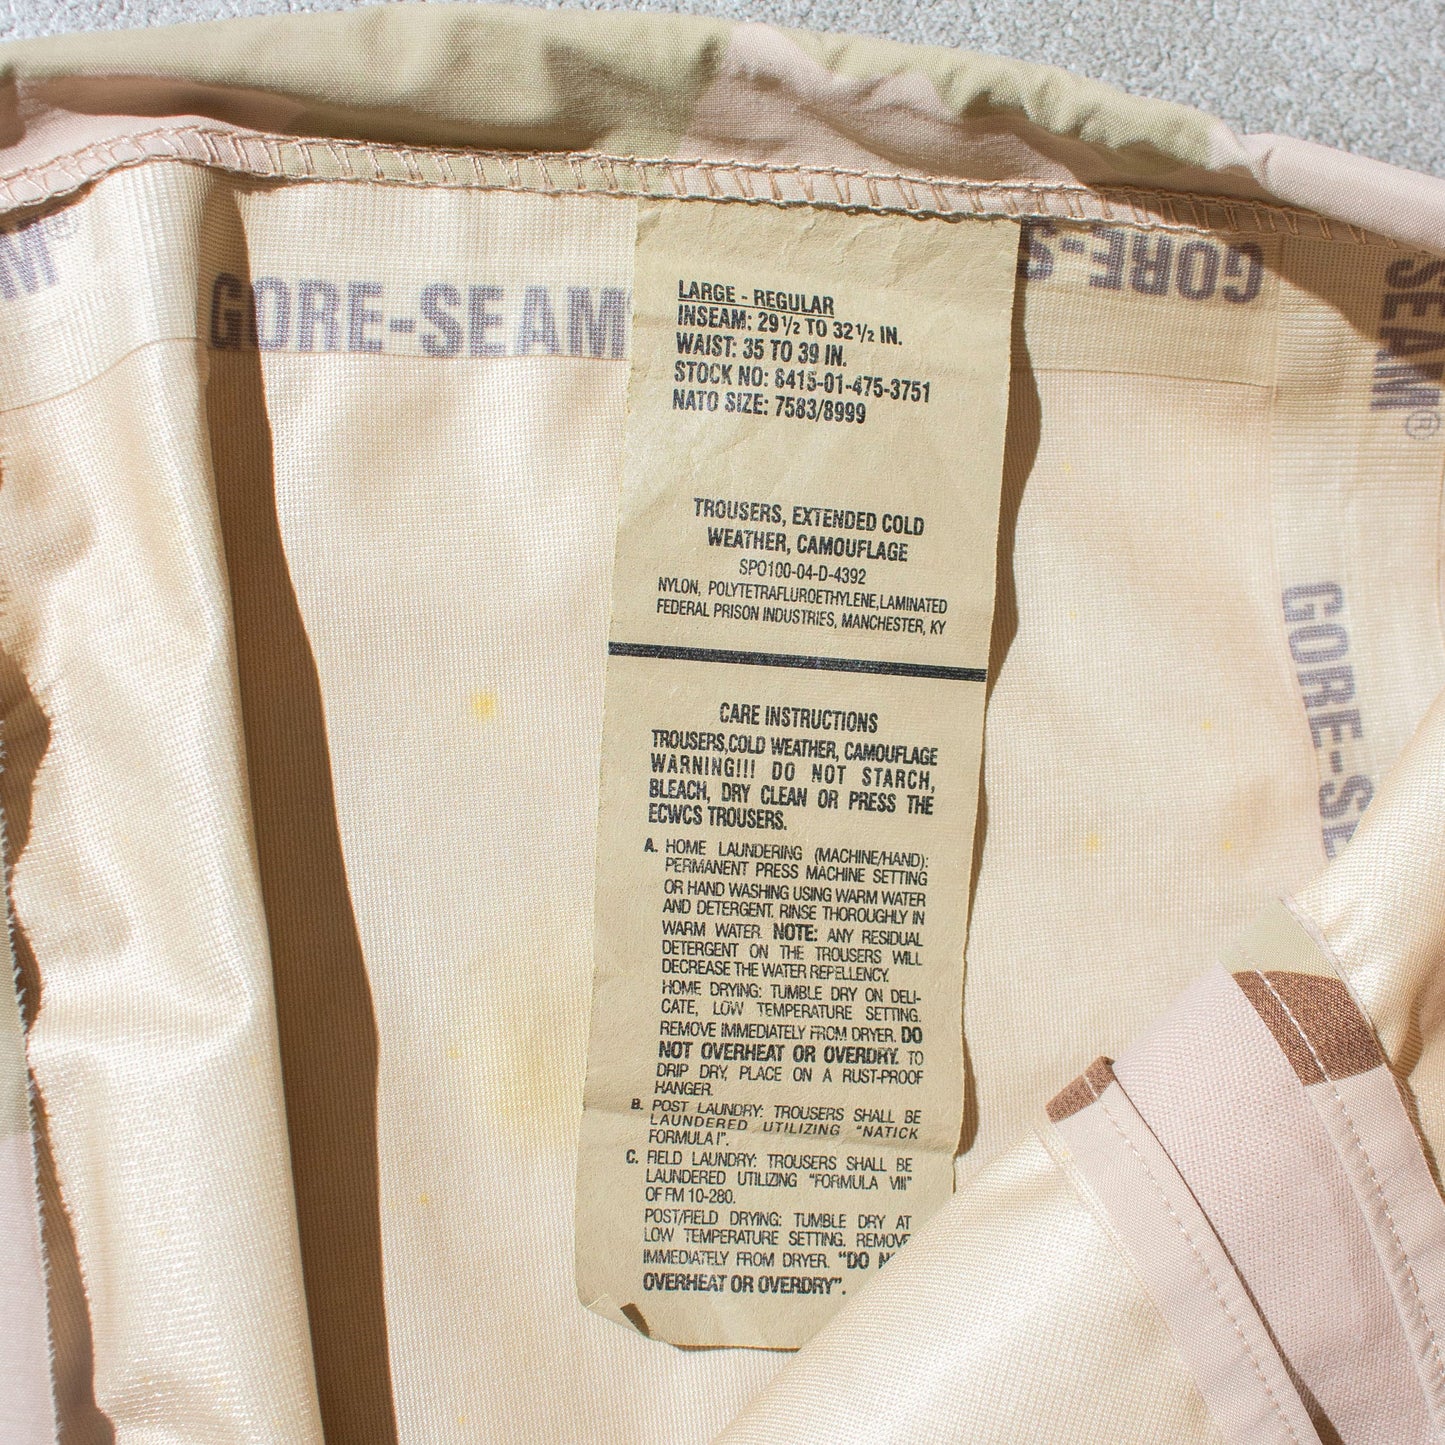 AM®
GORE-SEAM
GORE-S
SEAM®
LARGE - REGULAR
INSEAM: 29 1/2 TO 32 1/2 IN.
WAIST: 35 TO 39 IN.
STOCK NO: 8415-01-475-3751
NATO SIZE: 7583/8999
TROUSERS, EXTENDED COLD
WEATHER, CAMOUFLAGE
SPO100-04-D-4392
NYLON, POLYTETRAFLUROETHYLENE,LAMINATED
FEDERAL PRISON INDUSTRIES, MANCHESTER, KY
GORE-SE
CARE INSTRUCTIONS
TROUSERS,COLD WEATHER, CAMOUFLAGE
WARNING!!! DO NOT STARCH,
BLEACH, DRY CLEAN OR PRESS THE
ECWCS TROUSERS.
A. HOME LAUNDERING (MACHINE/HAND):
PERMANENT PRESS MACHINE SETTING
OR HAND WASHING USING WARM WATER
AND DETERGENT. RINSE THOROUGHLY IN
WARM WATER. NOTE: ANY RESIDUAL
DETERGENT ON THE TROUSERS WILL
DECREASE THE WATER REPELLENCY.
HOME DRYING: TUMBLE DRY ON DELI-
CATE, LOW TEMPERATURE SETTING.
REMOVE IMMEDIATELY FROM DRYER. DO
NOT OVERHEAT OR OVERDRY. TO
DRIP DRY, PLACE ON A RUST-PROOF
HANGER.
B. POST LAUNDRY: TROUSERS SHALL BE
LAUNDERED UTILIZING "NATICK
FORMULA I".
C. FIELD LAUNDRY: TROUSERS SHALL BE
LAUNDERED UTILIZING "FORMULA VIII"
OF FM 10-280.
POST/FIELD DRYING: TUMBLE DRY AT
LOW TEMPERATURE SETTING. REMOVE
IMMEDIATELY FROM DRYER. "DO N
OVERHEAT OR OVERDRY".